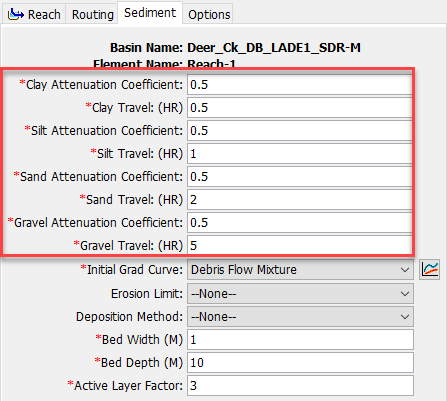 Reach Routing Sediment Options
Basin Name: Deer_Ck_DB_LADE1_SDR-M
Element Name: Reach-1
*Clay Attenuation Coefficient: 0.5
*Clay Travel: (HR) 0.5
*Silt Attenuation Coefficient: 0.5
*Silt Travel: (HR) 1
*Sand Attenuation Coefficient: 0.5
*Sand Travel: (HR) 2
*Gravel Attenuation Coefficient: 0.5
*Gravel Travel: (HR) 5
*Initial Grad Curve: Debris Flow Mixture
Erosion Limit: --None--
Deposition Method: --None--
*Bed Width (M) 1
*Bed Depth (M) 10
*Active Layer Factor: 3